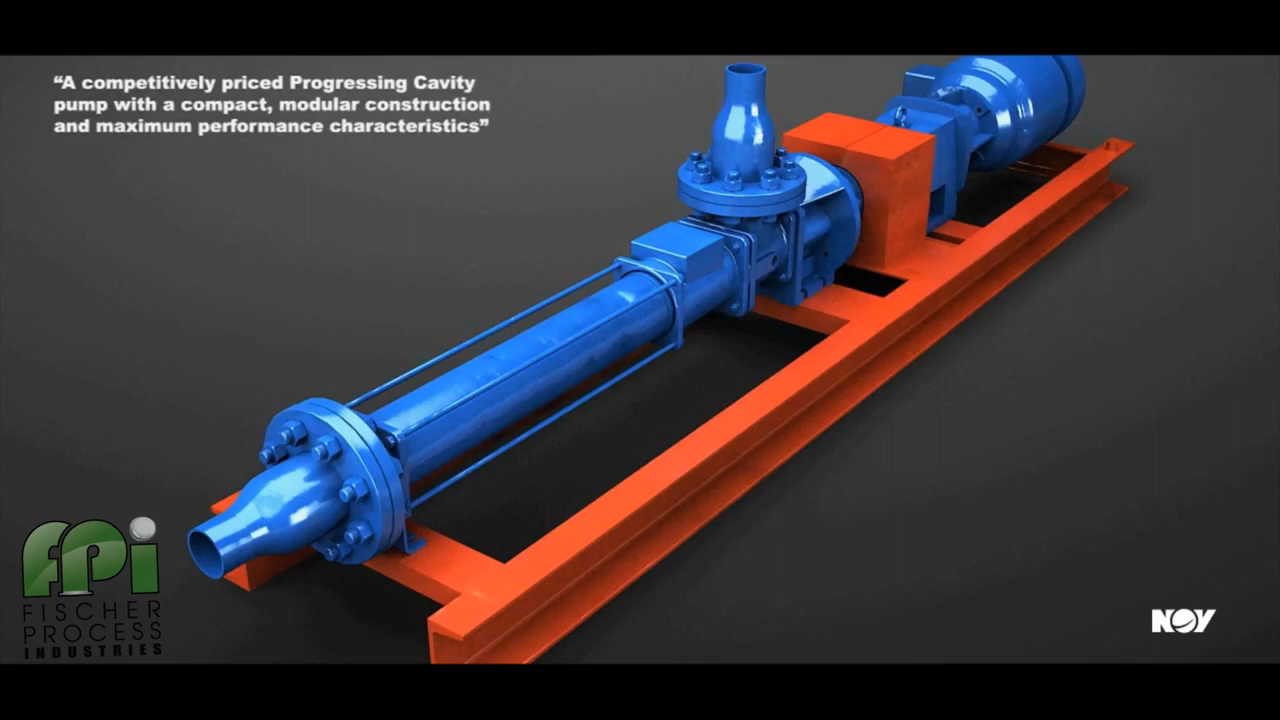 “A competitively priced Progressing Cavity
pump with a compact, modular construction
and maximum performance characteristics”
fpi
FISCHER
PROCESS
INDUSTRIES
NOV